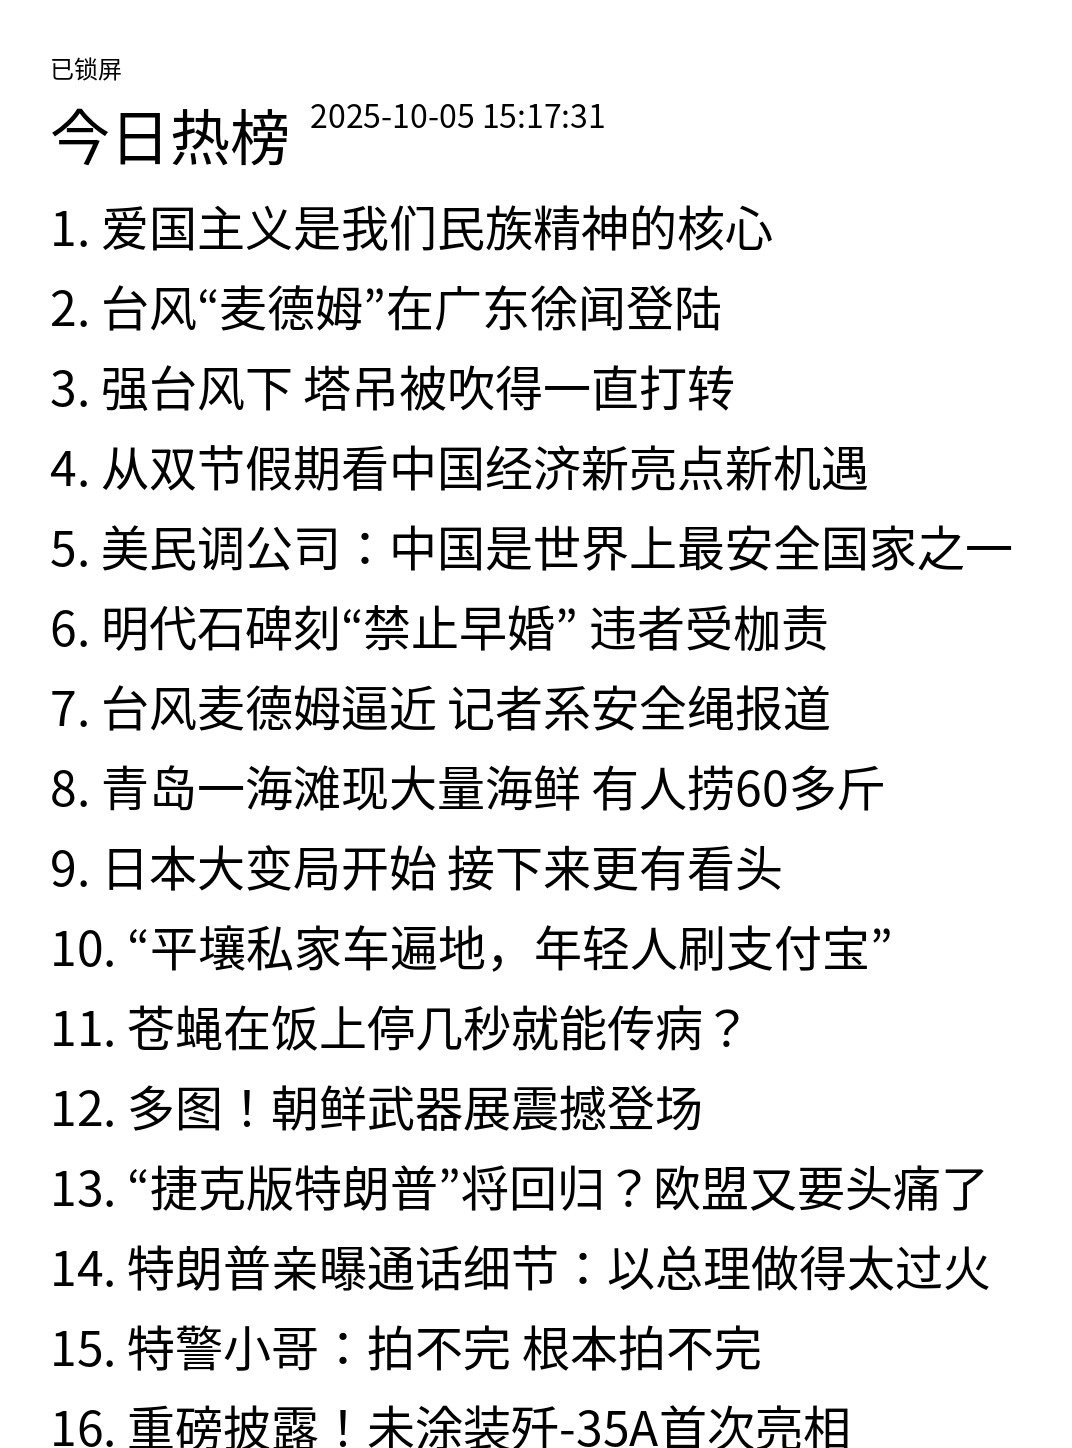 已锁屏
今日热榜 2025-10-05 15:17:31
1. 爱国主义是我们民族精神的核心
2. 台风“麦德姆”在广东徐闻登陆
3. 强台风下 塔吊被吹得一直打转
4. 从双节假期看中国经济新亮点新机遇
5. 美民调公司：中国是世界上最安全国家之一
6. 明代石碑刻“禁止早婚” 违者受枷责
7. 台风麦德姆逼近 记者系安全绳报道
8. 青岛一海滩现大量海鲜 有人捞60多斤
9. 日本大变局开始 接下来更有看头
10. “平壤私家车遍地，年轻人刷支付宝”
11. 苍蝇在饭上停几秒就能传病？
12. 多图！朝鲜武器展震撼登场
13. “捷克版特朗普”将回归？欧盟又要头痛了
14. 特朗普亲曝通话细节：以总理做得太过火
15. 特警小哥：拍不完 根本拍不完
16. 重磅披露！未涂装歼-35A首次亮相